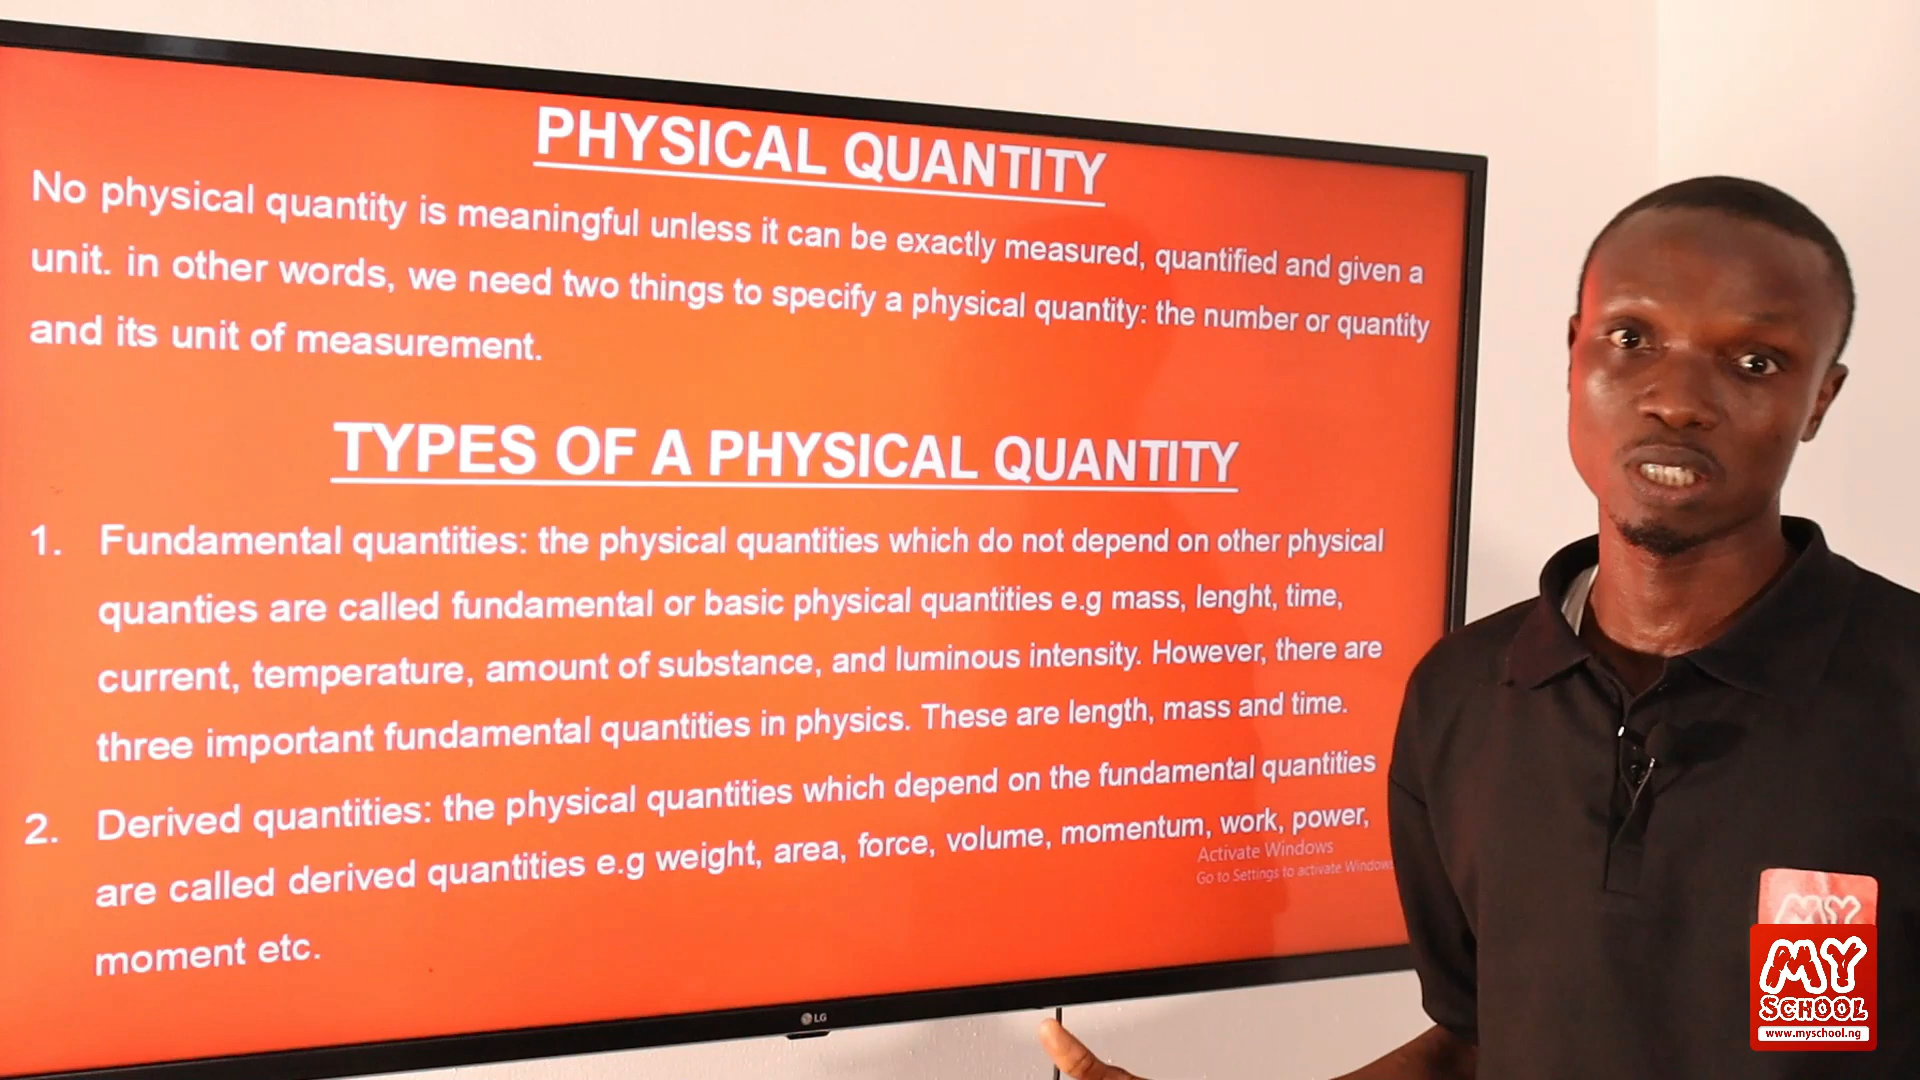 PHYSICAL QUANTITY
No physical quantity is meaningful unless it can be exactly measured, quantified and given a
unit. in other words, we need two things to specify a physical quantity: the number or quantity
and its unit of measurement.
TYPES OF A PHYSICAL QUANTITY
1. Fundamental quantities: the physical quantities which do not depend on other physical
quanties are called fundamental or basic physical quantities e.g mass, lenght, time,
current, temperature, amount of substance, and luminous intensity. However, there are
three important fundamental quantities in physics. These are length, mass and time.
2. Derived quantities: the physical quantities which depend on the fundamental quantities
are called derived quantities e.g weight, area, force, volume, momentum, work, power,
moment etc.
Activate Windows
Go to Settings to activate Windows
LG
MY
MY
SCHOOL
www.myschool.ng